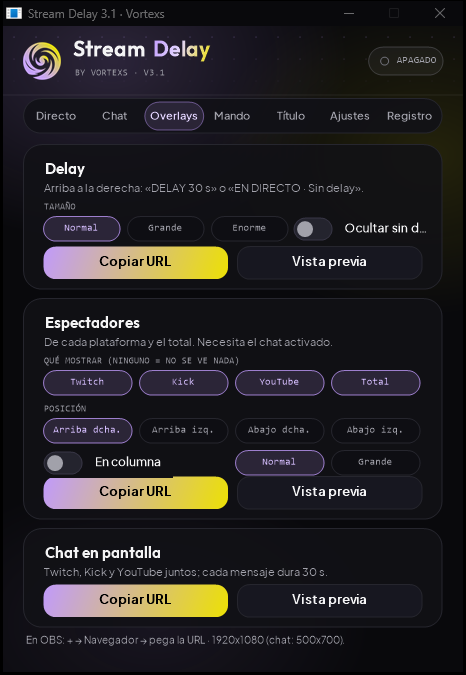 Stream Delay 3.1 · Vortexs
Stream Delay
BY VORTEXS · V3.1
APAGADO
Directo Chat Overlays Mando Título Ajustes Registro
Delay
Arriba a la derecha: «DELAY 30 s» o «EN DIRECTO · Sin delay».
TAMAÑO
Normal Grande Enorme Ocultar sin d...
Copiar URL Vista previa
Espectadores
De cada plataforma y el total. Necesita el chat activado.
QUÉ MOSTRAR (NINGUNO = NO SE VE NADA)
Twitch Kick YouTube Total
POSICIÓN
Arriba dcha. Arriba izq. Abajo dcha. Abajo izq.
En columna Normal Grande
Copiar URL Vista previa
Chat en pantalla
Twitch, Kick y YouTube juntos; cada mensaje dura 30 s.
Copiar URL Vista previa
En OBS: + → Navegador → pega la URL · 1920x1080 (chat: 500x700).